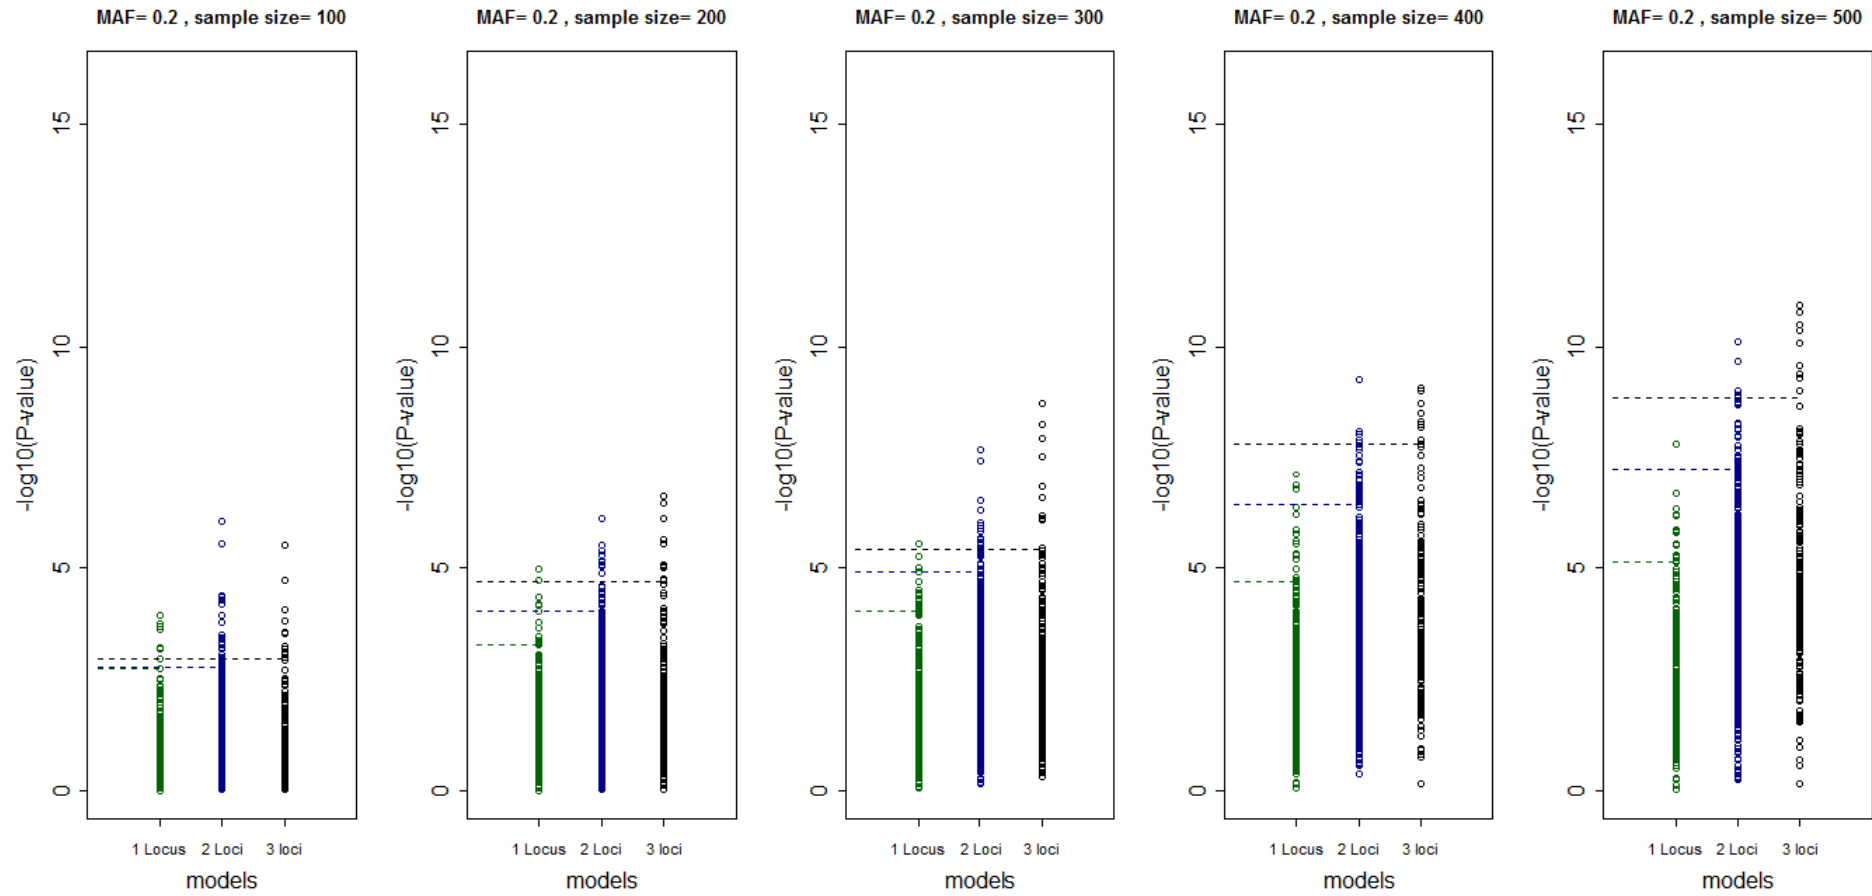 MAF= 0.2 , sample size= 100
-log10(P-value)
15
10
5
0
1 Locus 2 Loci 3 loci
models
MAF= 0.2 , sample size= 200
-log10(P-value)
15
10
5
0
1 Locus 2 Loci 3 loci
models
MAF= 0.2 , sample size= 300
-log10(P-value)
15
10
5
0
1 Locus 2 Loci 3 loci
models
MAF= 0.2 , sample size= 400
-log10(P-value)
15
10
5
0
1 Locus 2 Loci 3 loci
models
MAF= 0.2 , sample size= 500
-log10(P-value)
15
10
5
0
1 Locus 2 Loci 3 loci
models